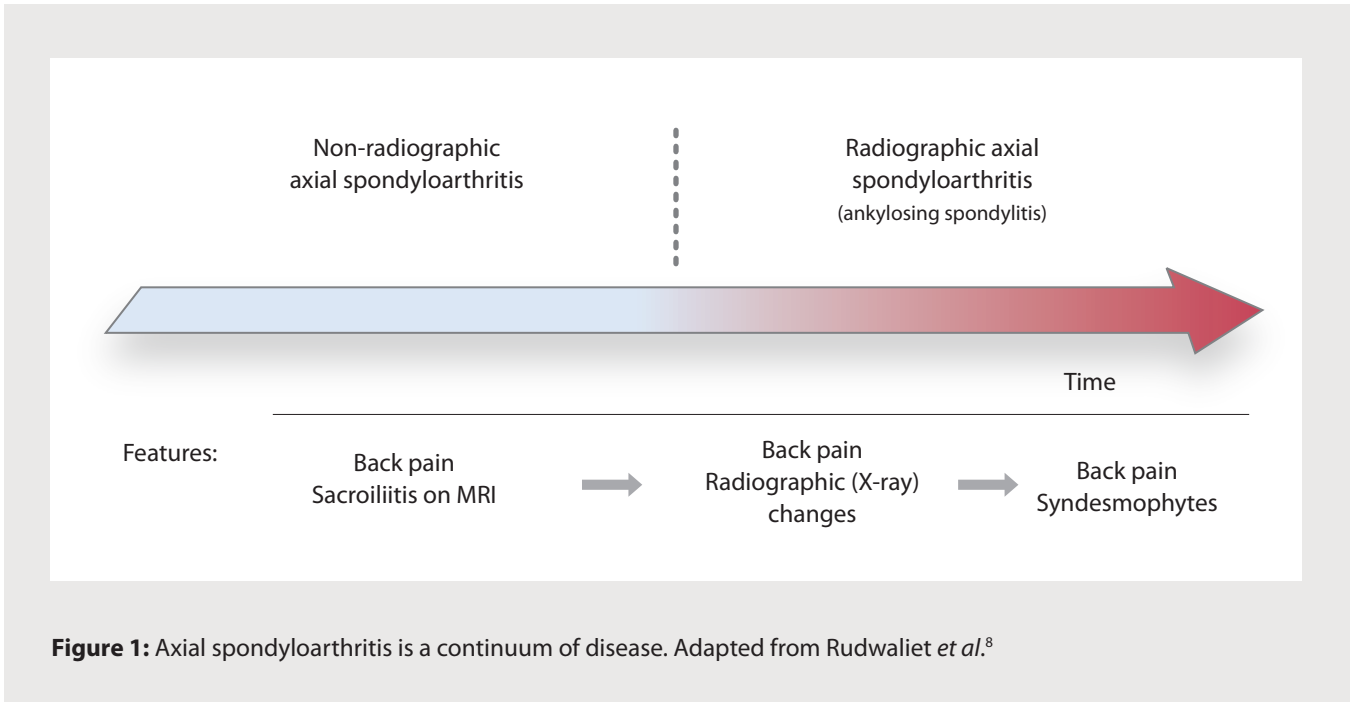 Non-radiographic
axial spondyloarthritis
Radiographic axial
spondyloarthritis
(ankylosing spondylitis)
Time
Features:
Back pain
Sacroiliitis on MRI
Back pain
Radiographic (X-ray)
changes
Back pain
Syndesmophytes
Figure 1: Axial spondyloarthritis is a continuum of disease. Adapted from Rudwaliet et al.⁸